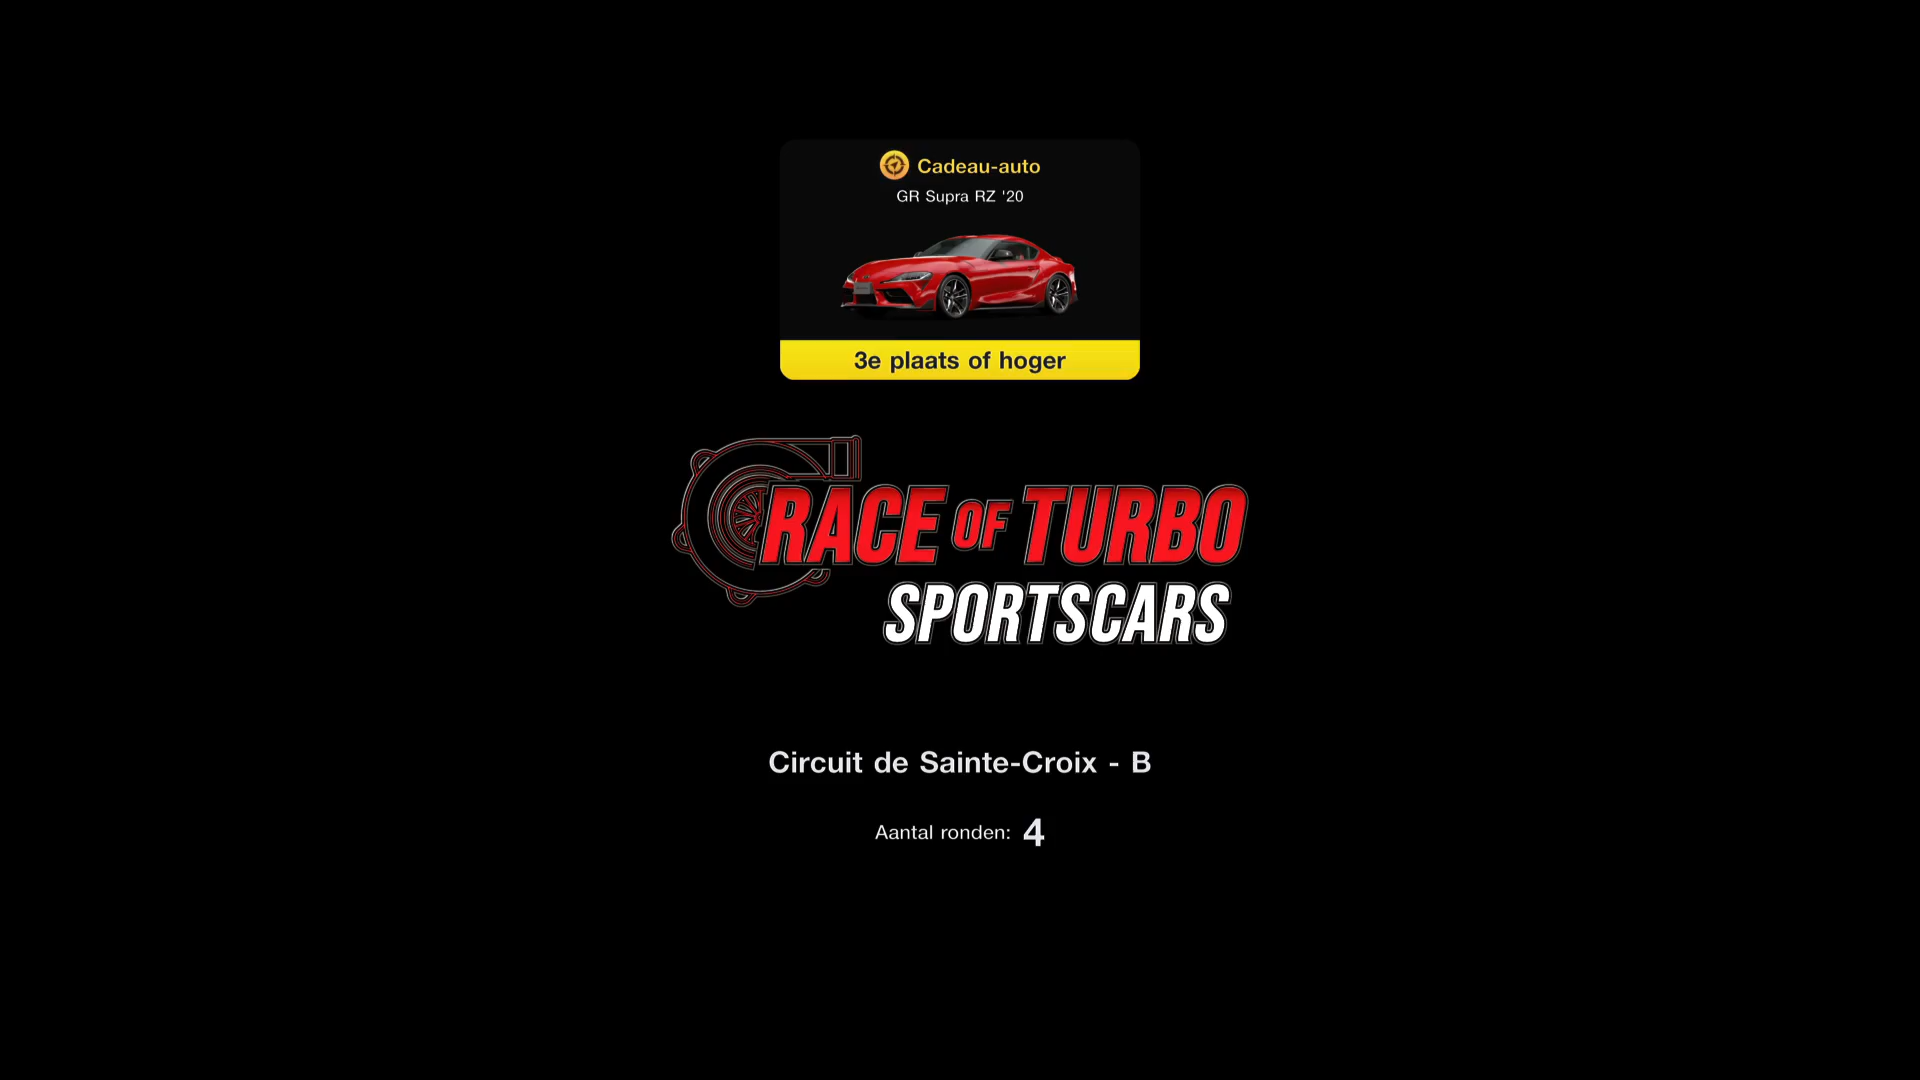 Cadeau-auto
GR Supra RZ '20
3e plaats of hoger
RACE OF TURBO
SPORTSCARS
Circuit de Sainte-Croix - B
Aantal ronden: 4